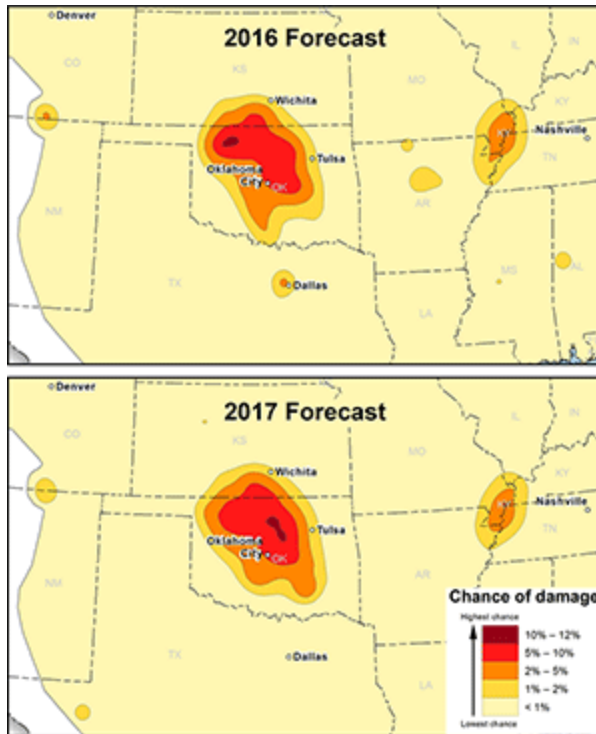 Denver
2016 Forecast
CO
KS
MO
IL
IN
KY
Wichita
Nashville
TN
Tulsa
Oklahoma
City
OK
NM
AR
TX
Dallas
MS
AL
LA
Denver
2017 Forecast
CO
KS
MO
IL
IN
KY
Wichita
Nashville
TN
Tulsa
Oklahoma
City
OK
NM
AR
TX
Dallas
LA
Chance of damage
Highest chance
10% – 12%
5% – 10%
2% – 5%
1% – 2%
< 1%
Lowest chance